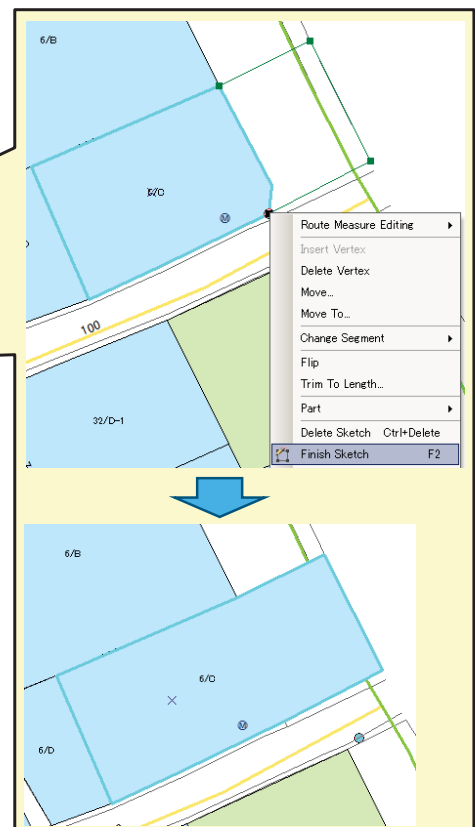 6/B
6/C
M
100
32/D-1
Route Measure Editing
Insert Vertex
Delete Vertex
Move...
Move To...
Change Segment
Flip
Trim To Length...
Part
Delete Sketch Ctrl+Delete
Finish Sketch F2
6/B
6/C
M
6/D